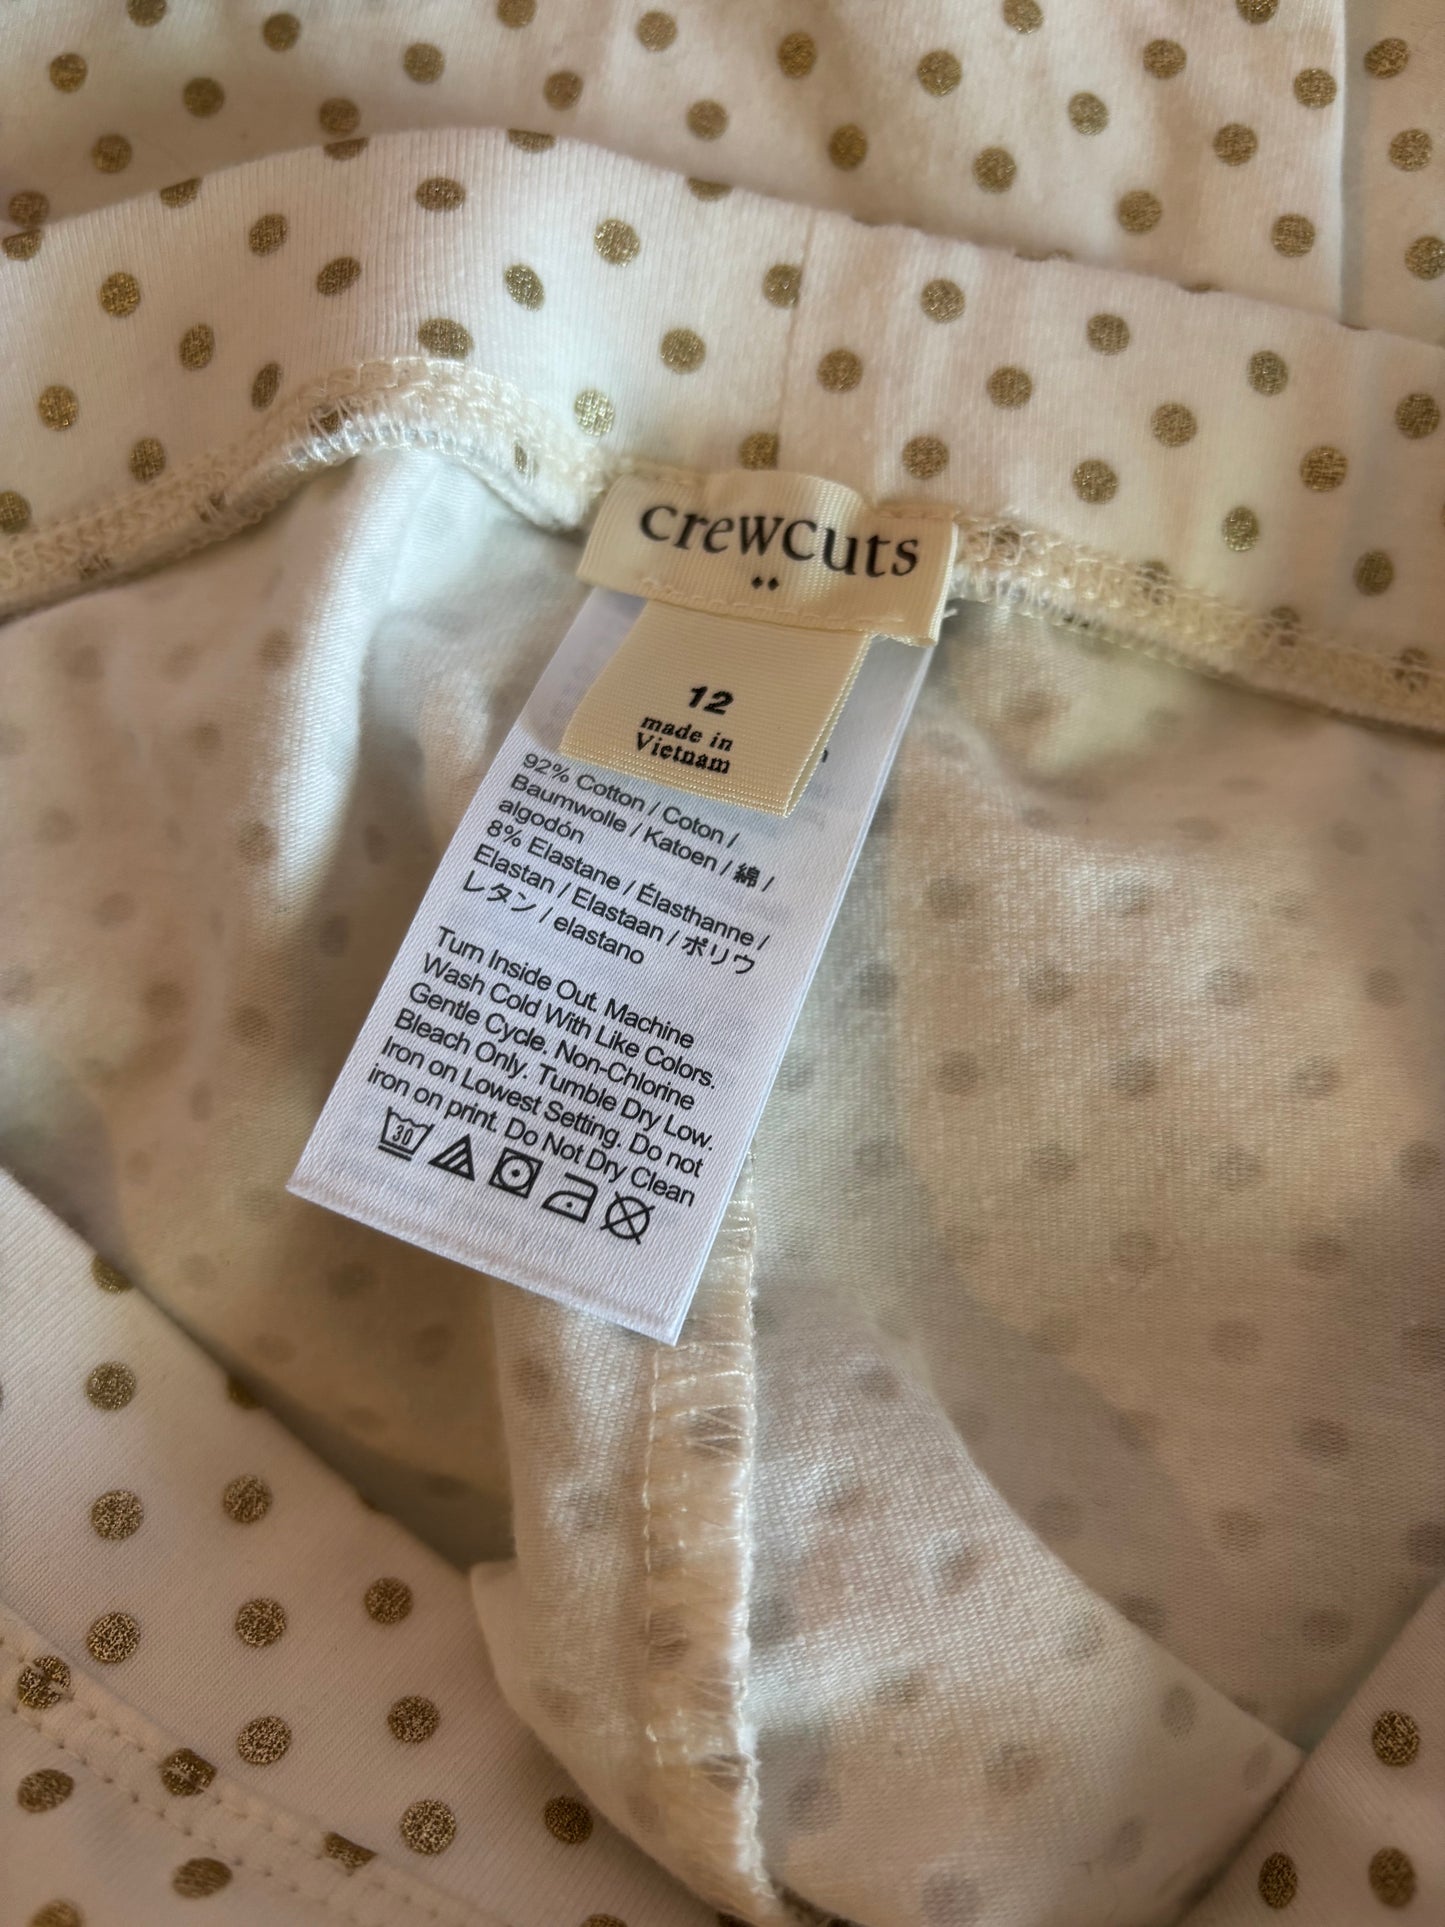 crewcuts
12
made in
Vietnam
92% Cotton / Coton /
Baumwolle / Katoen / 綿 /
algodón
8% Elastane / Élasthanne /
Elastan / Elastaan / ポリウ
レタン / elastano
Turn Inside Out. Machine
Wash Cold With Like Colors.
Gentle Cycle. Non-Chlorine
Bleach Only. Tumble Dry Low.
Iron on Lowest Setting. Do not
iron on print. Do Not Dry Clean
30